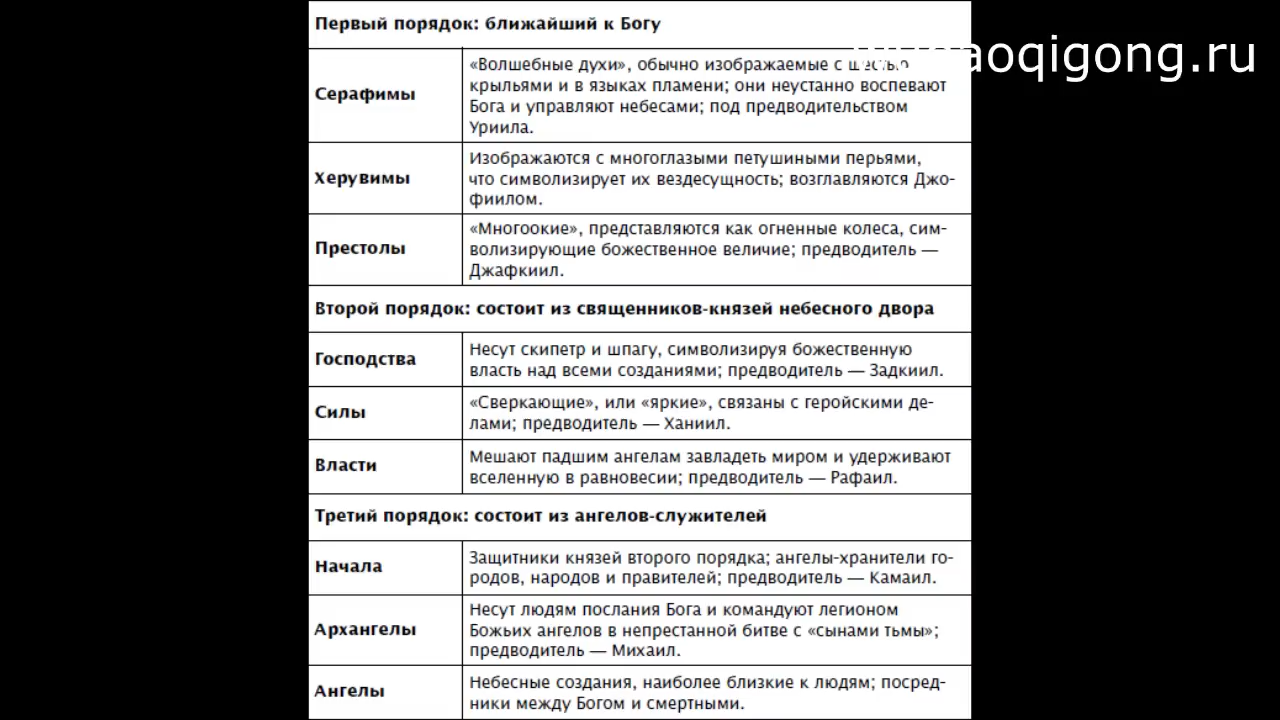 Первый порядок: ближайший к Богу
Серафимы
«Волшебные духи», обычно изображаемые с шестью
крыльями и в языках пламени; они неустанно воспевают
Бога и управляют небесами; под предводительством
Уриила.
Херувимы
Изображаются с многоглазыми петушиными перьями,
что символизирует их вездесущность; возглавляются Джо-
фиилом.
Престолы
«Многоокие», представляются как огненные колеса, сим-
волизирующие божественное величие; предводитель —
Джафкиил.
Второй порядок: состоит из священников-князей небесного двора
Господства
Несут скипетр и шпагу, символизируя божественную
власть над всеми созданиями; предводитель — Задкиил.
Силы
«Сверкающие», или «яркие», связаны с геройскими де-
лами; предводитель — Ханиил.
Власти
Мешают падшим ангелам завладеть миром и удерживают
вселенную в равновесии; предводитель — Рафаил.
Третий порядок: состоит из ангелов-служителей
Начала
Защитники князей второго порядка; ангелы-хранители го-
родов, народов и правителей; предводитель — Камаил.
Архангелы
Несут людям послания Бога и командуют легионом
Божьих ангелов в непрестанной битве с «сынами тьмы»;
предводитель — Михаил.
Ангелы
Небесные создания, наиболее близкие к людям; посред-
ники между Богом и смертными.